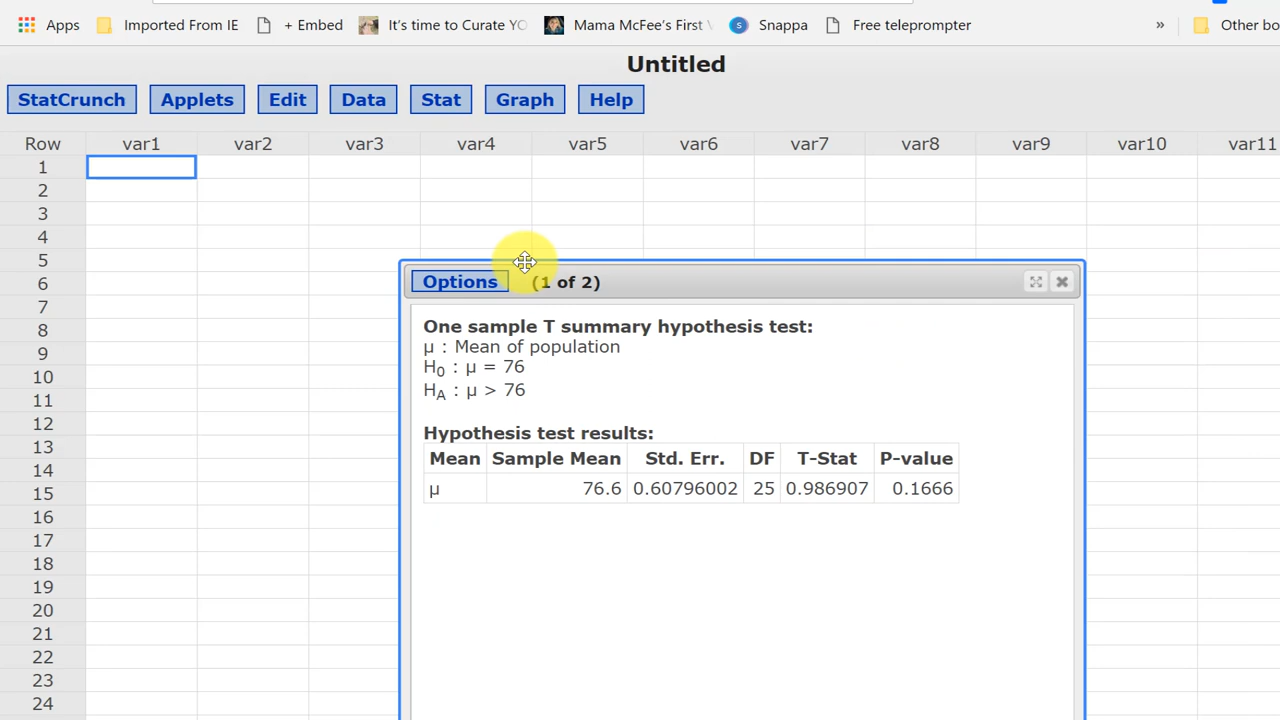 Apps Imported From IE + Embed It's time to Curate YO Mama McFee's First Snappa Free teleprompter » Other bo
Untitled
StatCrunch Applets Edit Data Stat Graph Help
Row var1 var2 var3 var4 var5 var6 var7 var8 var9 var10 var11
1
2
3
4
5
6
7
8
9
10
11
12
13
14
15
16
17
18
19
20
21
22
23
24
Options (1 of 2)
One sample T summary hypothesis test:
μ : Mean of population
H0 : μ = 76
HA : μ > 76
Hypothesis test results:
Mean Sample Mean Std. Err. DF T-Stat P-value
μ 76.6 0.60796002 25 0.986907 0.1666